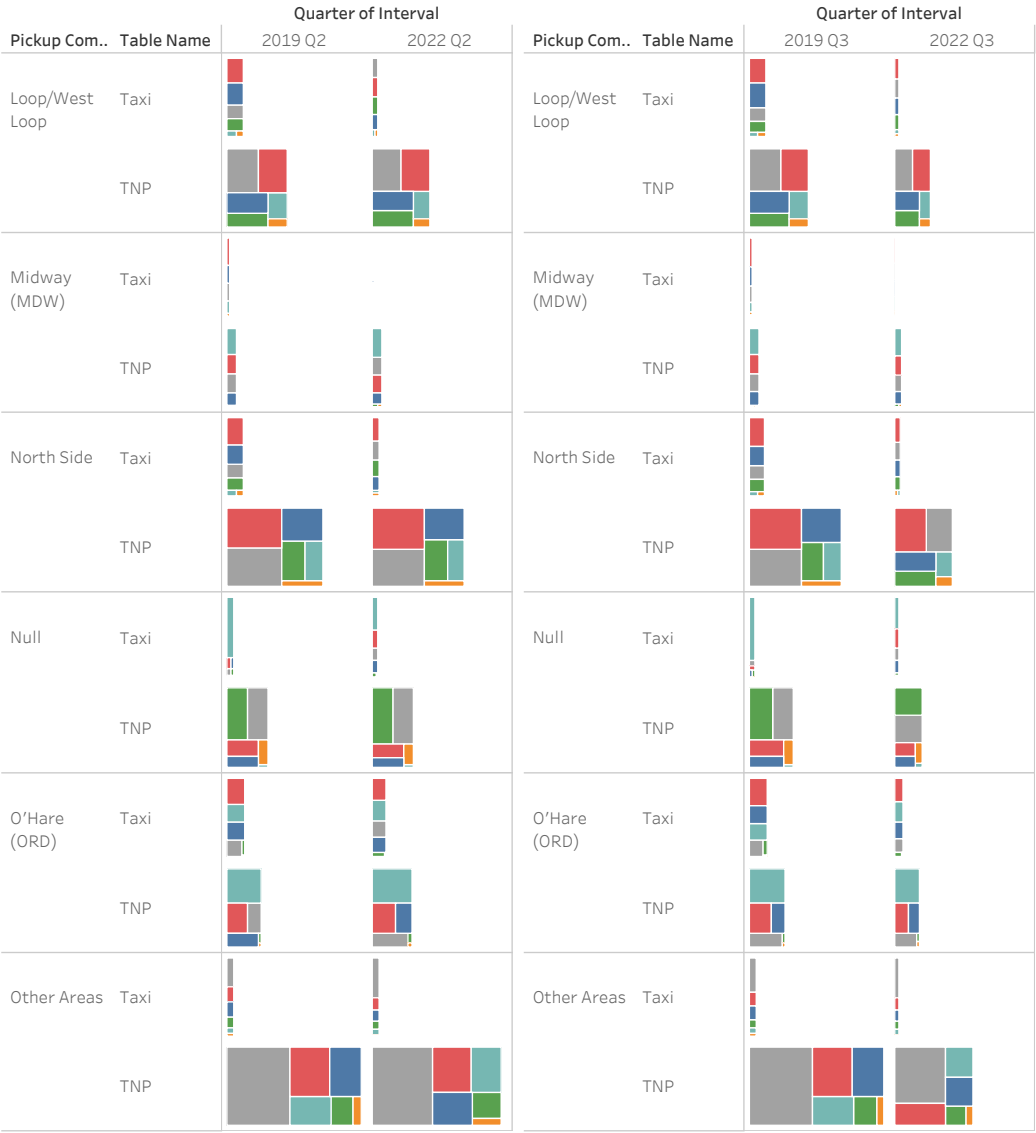 Quarter of Interval
Pickup Com.. Table Name 2019 Q2 2022 Q2
Loop/West Loop Taxi
TNP
Midway (MDW) Taxi
TNP
North Side Taxi
TNP
Null Taxi
TNP
O'Hare (ORD) Taxi
TNP
Other Areas Taxi
TNP
Quarter of Interval
Pickup Com.. Table Name 2019 Q3 2022 Q3
Loop/West Loop Taxi
TNP
Midway (MDW) Taxi
TNP
North Side Taxi
TNP
Null Taxi
TNP
O'Hare (ORD) Taxi
TNP
Other Areas Taxi
TNP